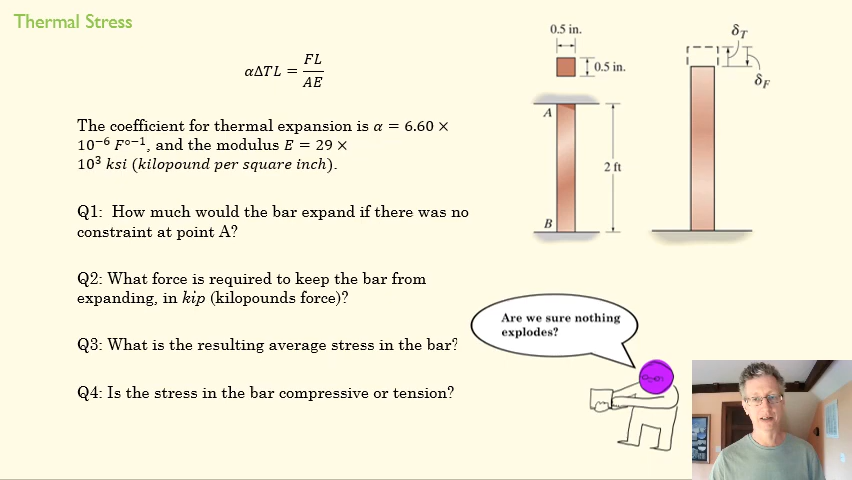 Thermal Stress
αΔTL = FL/AE
The coefficient for thermal expansion is α = 6.60 ×
10⁻⁶ F°⁻¹, and the modulus E = 29 ×
10³ ksi (kilopound per square inch).
Q1: How much would the bar expand if there was no
constraint at point A?
Q2: What force is required to keep the bar from
expanding, in kip (kilopounds force)?
Q3: What is the resulting average stress in the bar?
Q4: Is the stress in the bar compressive or tension?
0.5 in.
0.5 in.
A
2 ft
B
δT
δF
Are we sure nothing
explodes?